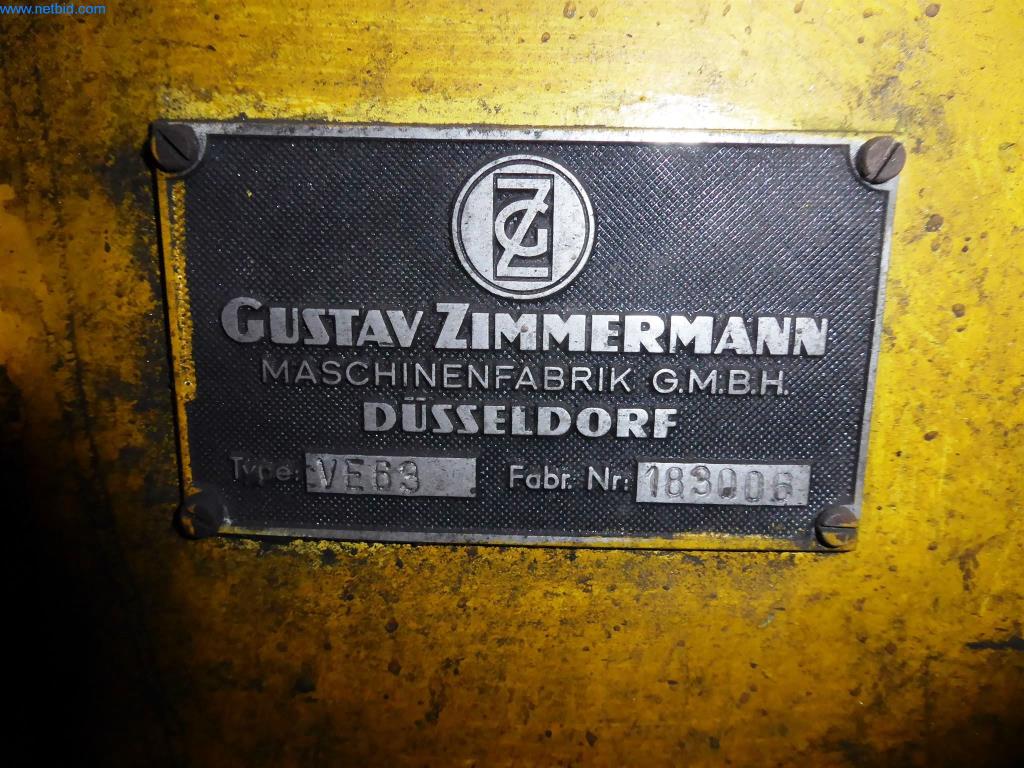 www.netbid.com
GZ
GUSTAV ZIMMERMANN
MASCHINENFABRIK G.M.B.H.
DÜSSELDORF
Type: VE63 Fabr. Nr: 183006